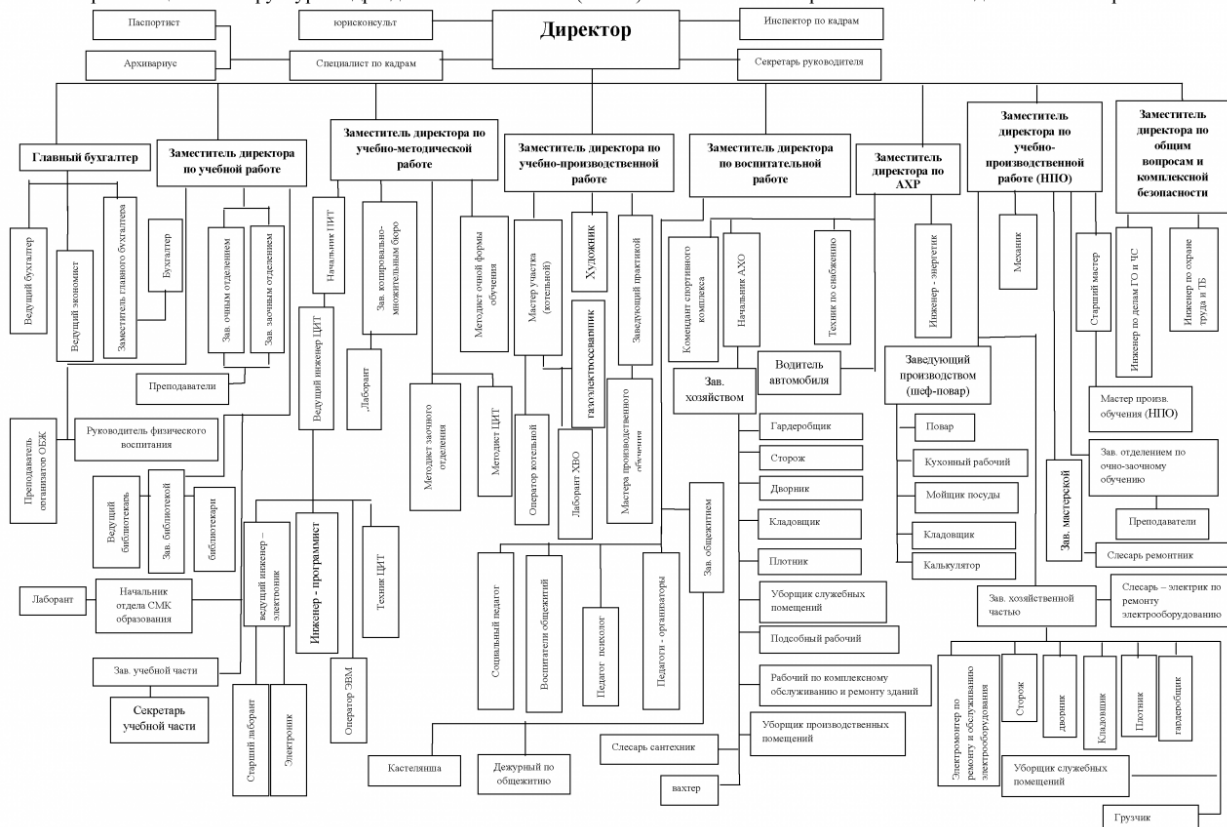 Паспортист
юрисконсульт
Директор
Инспектор по кадрам
Архивариус
Специалист по кадрам
Секретарь руководителя
Главный бухгалтер
Заместитель директора
по учебной работе
Заместитель директора по
учебно-методической
работе
Заместитель директора по
учебно-производственной
работе
Заместитель директора
по воспитательной
работе
Заместитель
директора по
АХР
Заместитель
директора по
учебно-
производственной
работе (НПО)
Заместитель
директора по
общим
вопросам и
комплексной
безопасности
Ведущий бухгалтер
Ведущий экономист
Заместитель главного бухгалтера
Бухгалтер
Зав. очным отделением
Зав. заочным отделением
Начальник ЦИТ
Зав. копировально-
множительным бюро
Методист очной формы
обучения
Мастер участка
(котельной)
Художник
Заведующий практикой
Комендант спортивного
комплекса
Начальник АХО
Техник по снабжению
Инженер - энергетик
Механик
Старший мастер
Инженер по делам ГО и ЧС
Инженер по охране
труда и ТБ
Преподаватели
Ведущий инженер ЦИТ
Лаборант
газоэлектроссварщик
Водитель
автомобиля
Заведующий
производством
(шеф-повар)
Зав.
хозяйством
Преподаватель
организатор ОБЖ
Руководитель физического
воспитания
Методист заочного
отделения
Методист ЦИТ
Оператор котельной
Лаборант ХВО
Мастера производственного
обучения
Гардеробщик
Сторож
Дворник
Кладовщик
Плотник
Уборщик служебных
помещений
Подсобный рабочий
Рабочий по комплексному
обслуживанию и ремонту зданий
Уборщик производственных
помещений
Повар
Кухонный рабочий
Мойщик посуды
Кладовщик
Калькулятор
Мастер произв.
обучения (НПО)
Зав. отделением по
очно-заочному
обучению
Преподаватели
Зав. мастерской
Слесарь ремонтник
Слесарь – электрик по
ремонту
электрооборудованию
Зав. хозяйственной
частью
Ведущий
библиотекарь
Зав. библиотекой
библиотекари
ведущий инженер –
электроник
Инженер - программист
Техник ЦИТ
Зав. общежитием
Лаборант
Начальник
отдела СМК
образования
Социальный педагог
Воспитатели общежитий
Педагог психолог
Педагоги - организаторы
Зав. учебной части
Секретарь
учебной части
Старший лаборант
Электроник
Оператор ЭВМ
Кастелянша
Дежурный по
общежитию
Слесарь сантехник
вахтер
Электромонтер по
ремонту и обслуживанию
электрооборудования
Сторож
дворник
Кладовщик
Плотник
гардеробщик
Уборщик служебных
помещений
Грузчик